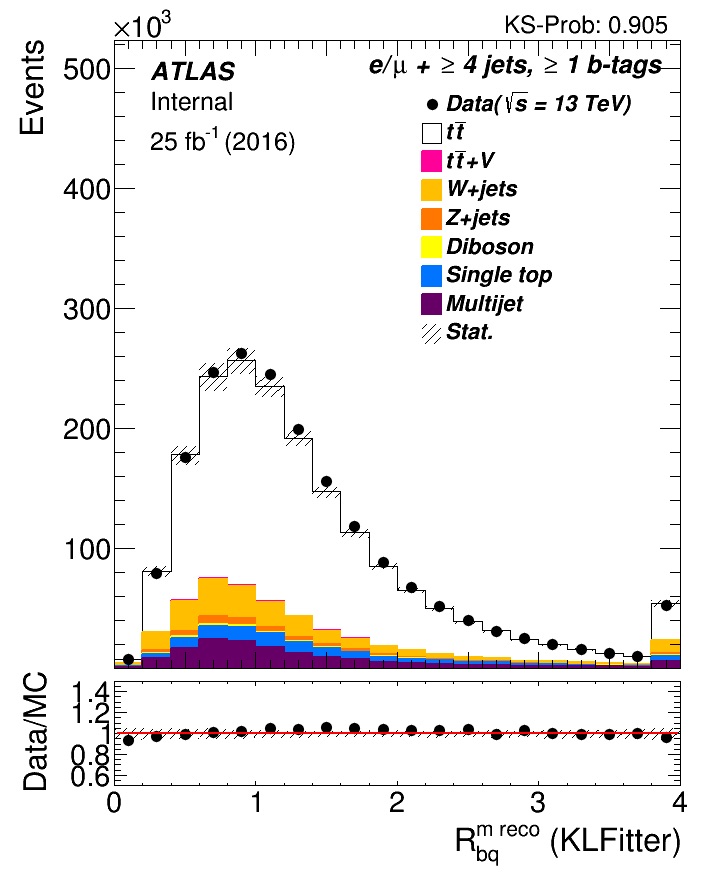 ×10³
KS-Prob: 0.905
Events
500
400
300
200
100
ATLAS
Internal
25 fb⁻¹ (2016)
e/μ + ≥ 4 jets, ≥ 1 b-tags
Data(√s = 13 TeV)
tt̅
tt̅+V
W+jets
Z+jets
Diboson
Single top
Multijet
Stat.
Data/MC
1.4
1.2
1
0.8
0.6
0 1 2 3 4
R_bq^m reco (KLFitter)